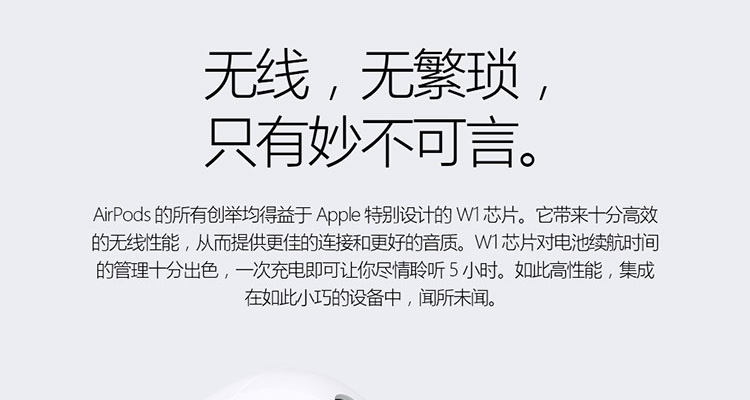 无线，无繁琐，
只有妙不可言。
AirPods 的所有创举均得益于 Apple 特别设计的 W1 芯片。它带来十分高效
的无线性能，从而提供更佳的连接和更好的音质。W1 芯片对电池续航时间
的管理十分出色，一次充电即可让你尽情聆听 5 小时。如此高性能，集成
在如此小巧的设备中，闻所未闻。